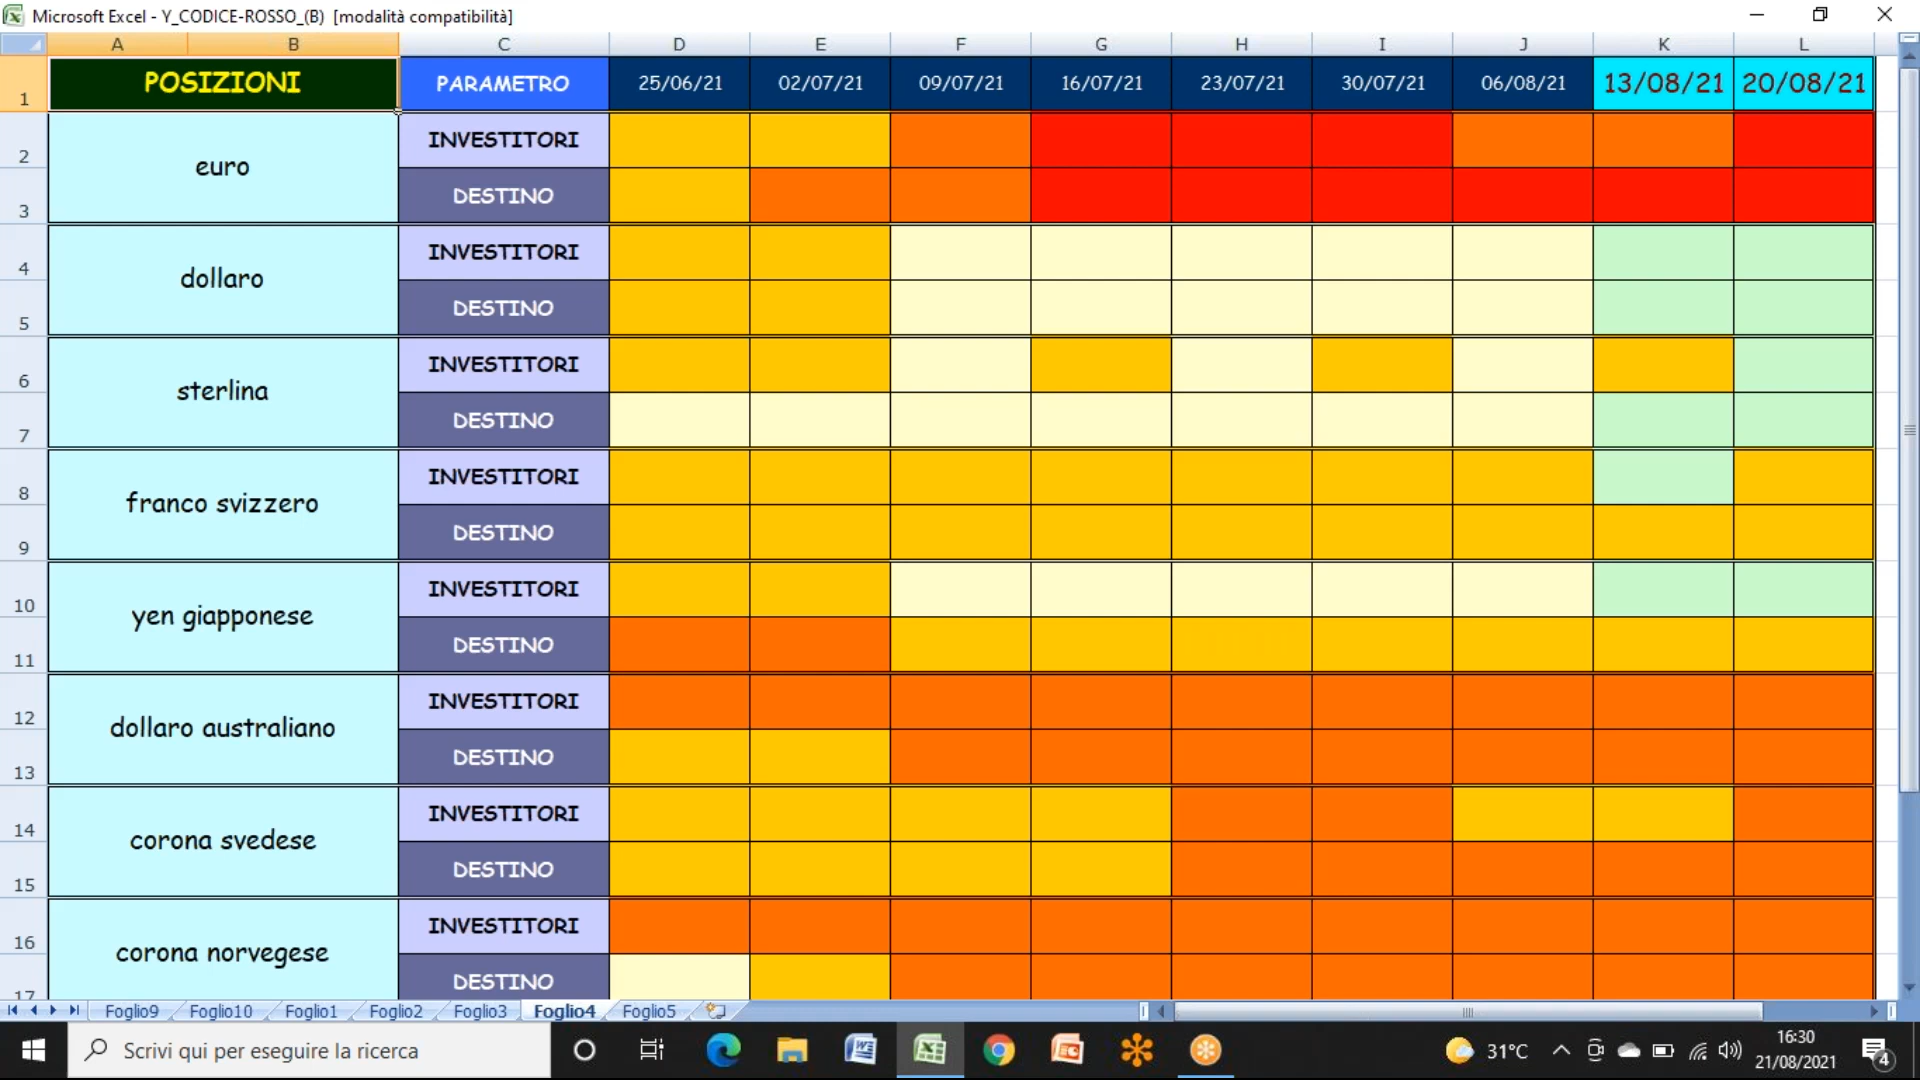 Microsoft Excel - Y_CODICE-ROSSO_(B)  [modalità compatibilità]
A B C D E F G H I J K L
1 POSIZIONI PARAMETRO 25/06/21 02/07/21 09/07/21 16/07/21 23/07/21 30/07/21 06/08/21 13/08/21 20/08/21
2 euro INVESTITORI
3 DESTINO
4 dollaro INVESTITORI
5 DESTINO
6 sterlina INVESTITORI
7 DESTINO
8 franco svizzero INVESTITORI
9 DESTINO
10 yen giapponese INVESTITORI
11 DESTINO
12 dollaro australiano INVESTITORI
13 DESTINO
14 corona svedese INVESTITORI
15 DESTINO
16 corona norvegese INVESTITORI
17 DESTINO
Foglio9 Foglio10 Foglio1 Foglio2 Foglio3 Foglio4 Foglio5
Scrivi qui per eseguire la ricerca
31°C
16:30
21/08/2021
4